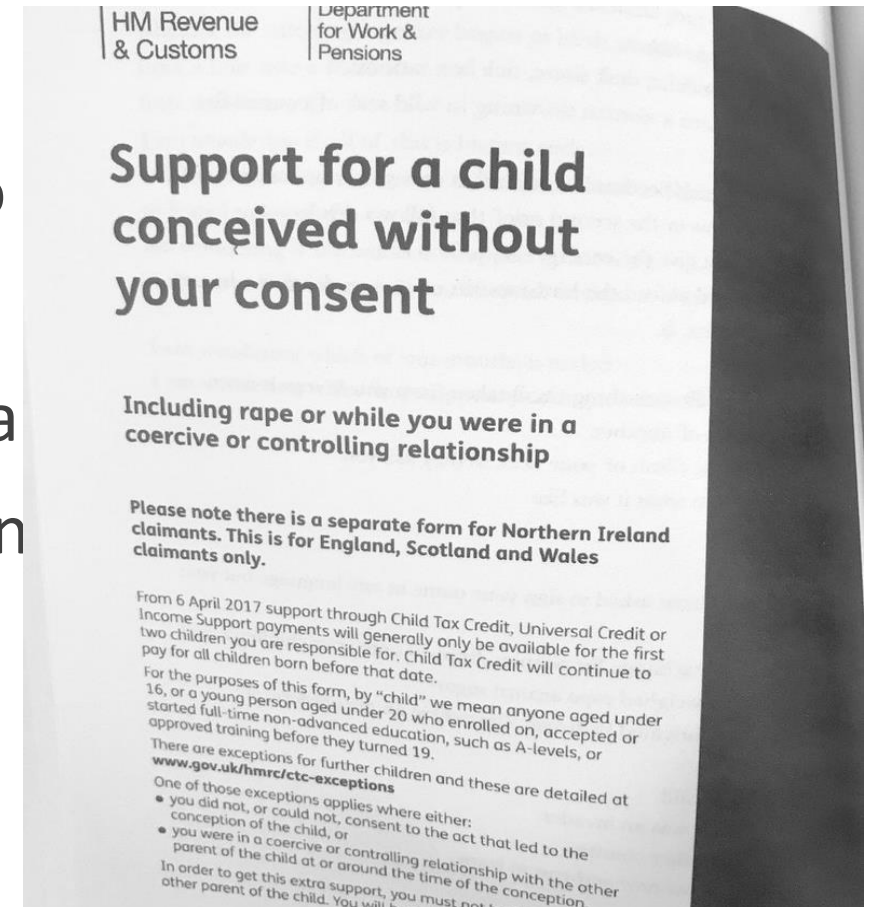 HM Revenue
& Customs
Department
for Work &
Pensions
Support for a child
conceived without
your consent
Including rape or while you were in a
coercive or controlling relationship
Please note there is a separate form for Northern Ireland
claimants. This is for England, Scotland and Wales
claimants only.
From 6 April 2017 support through Child Tax Credit, Universal Credit or
Income Support payments will generally only be available for the first
two children you are responsible for. Child Tax Credit will continue to
pay for all children born before that date.
For the purposes of this form, by “child” we mean anyone aged under
16, or a young person aged under 20 who enrolled on, accepted or
started full-time non-advanced education, such as A-levels, or
approved training before they turned 19.
There are exceptions for further children and these are detailed at
www.gov.uk/hmrc/ctc-exceptions
One of those exceptions applies where either:
• you did not, or could not, consent to the act that led to the
conception of the child, or
• you were in a coercive or controlling relationship with the other
parent of the child at or around the time of the conception
In order to get this extra support, you must not
other parent of the child. You will
a